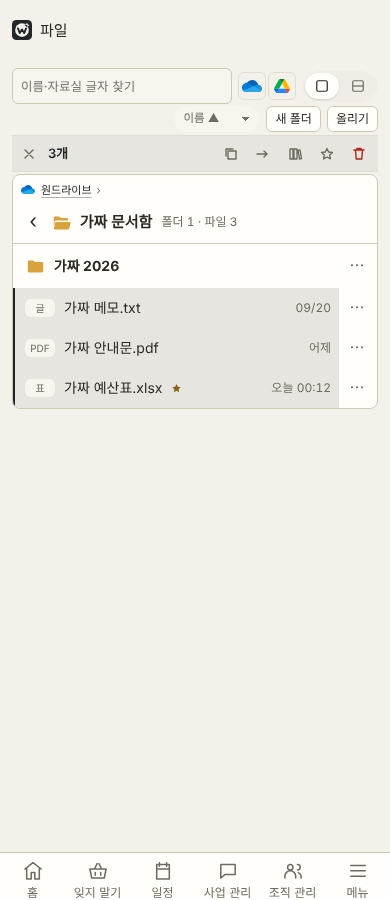 파일
이름·자료실 글자 찾기
이름 ▲
새 폴더
올리기
3개
원드라이브 ›
가짜 문서함 폴더 1 · 파일 3
가짜 2026
글 가짜 메모.txt 09/20
PDF 가짜 안내문.pdf 어제
표 가짜 예산표.xlsx 오늘 00:12
홈
잊지 말기
일정
사업 관리
조직 관리
메뉴